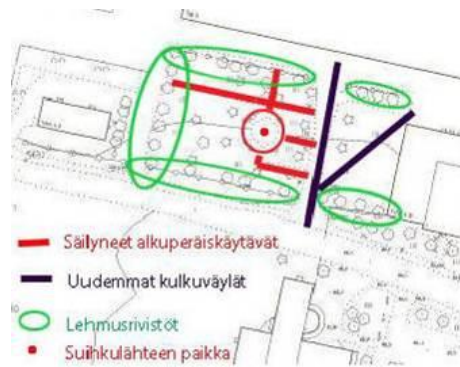 Säilyneet alkuperäiskäytävät
Uudemmat kulkuväylät
Lehmusrivistöt
Suihkulähteen paikka